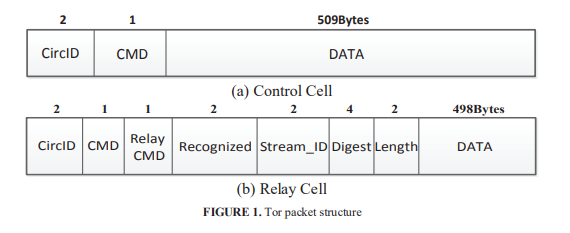 2 1 509Bytes
CircID CMD DATA
(a) Control Cell
2 1 1 2 2 4 2 498Bytes
CircID CMD Relay CMD Recognized Stream_ID Digest Length DATA
(b) Relay Cell
FIGURE 1. Tor packet structure